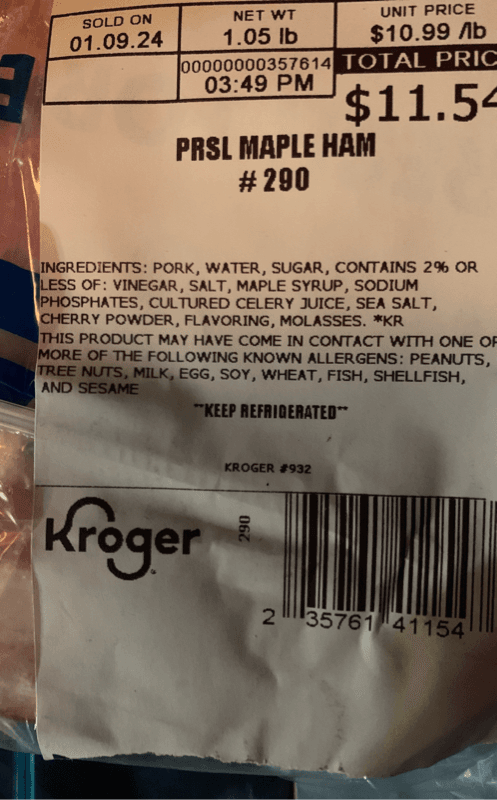 SOLD ON
01.09.24
NET WT
1.05 lb
UNIT PRICE
$10.99 /lb
00000000357614
03:49 PM
TOTAL PRIC
$11.54
PRSL MAPLE HAM
# 290
INGREDIENTS: PORK, WATER, SUGAR, CONTAINS 2% OR
LESS OF: VINEGAR, SALT, MAPLE SYRUP, SODIUM
PHOSPHATES, CULTURED CELERY JUICE, SEA SALT,
CHERRY POWDER, FLAVORING, MOLASSES. *KR
THIS PRODUCT MAY HAVE COME IN CONTACT WITH ONE OR
MORE OF THE FOLLOWING KNOWN ALLERGENS: PEANUTS,
TREE NUTS, MILK, EGG, SOY, WHEAT, FISH, SHELLFISH,
AND SESAME
**KEEP REFRIGERATED**
KROGER #932
Kroger
290
2 35761 41154